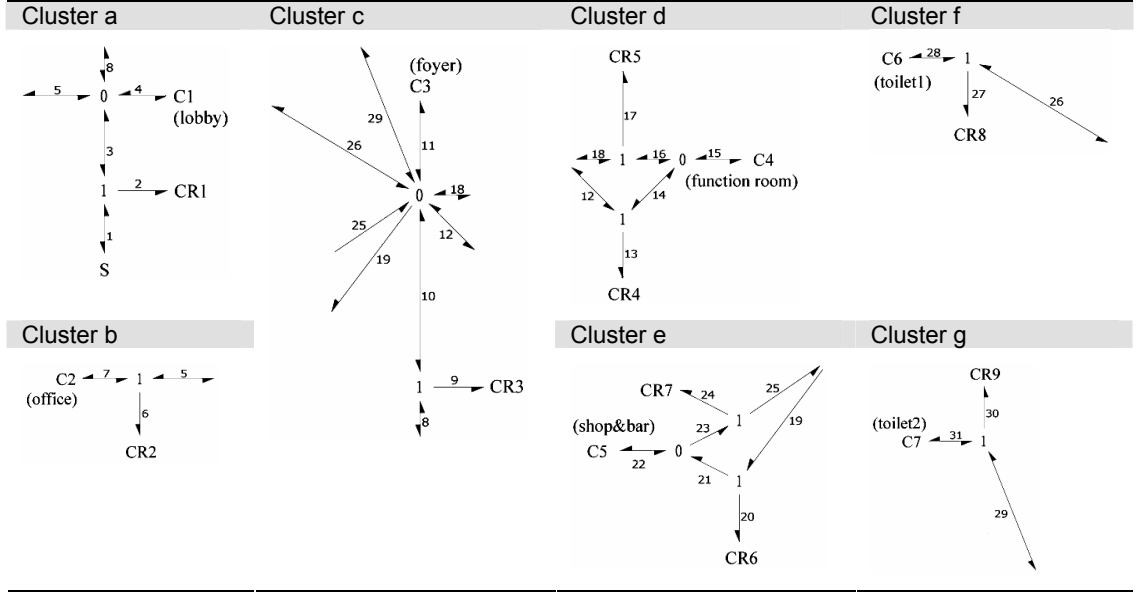 Cluster a
8
5
0
4
C1
(lobby)
3
1
2
CR1
1
S
Cluster b
C2
7
1
5
(office)
6
CR2
Cluster c
(foyer)
C3
29
26
11
0
18
25
12
19
10
1
9
CR3
8
Cluster d
CR5
17
18
1
16
0
15
C4
(function room)
12
14
1
13
CR4
Cluster e
CR7
24
1
25
(shop&bar)
23
19
C5
0
22
21
1
20
CR6
Cluster f
C6
28
1
(toilet1)
27
26
CR8
Cluster g
CR9
30
(toilet2)
C7
31
1
29